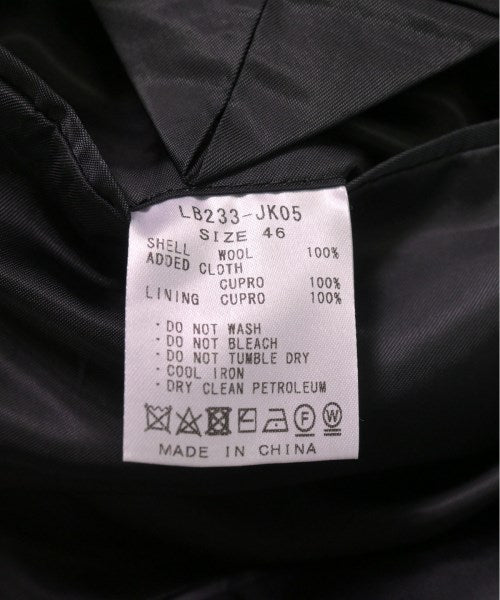 LB233-JK05
SIZE 46
SHELL WOOL 100%
ADDED CLOTH
CUPRO 100%
LINING CUPRO 100%
・DO NOT WASH
・DO NOT BLEACH
・DO NOT TUMBLE DRY
・COOL IRON
・DRY CLEAN PETROLEUM
F W
MADE IN CHINA